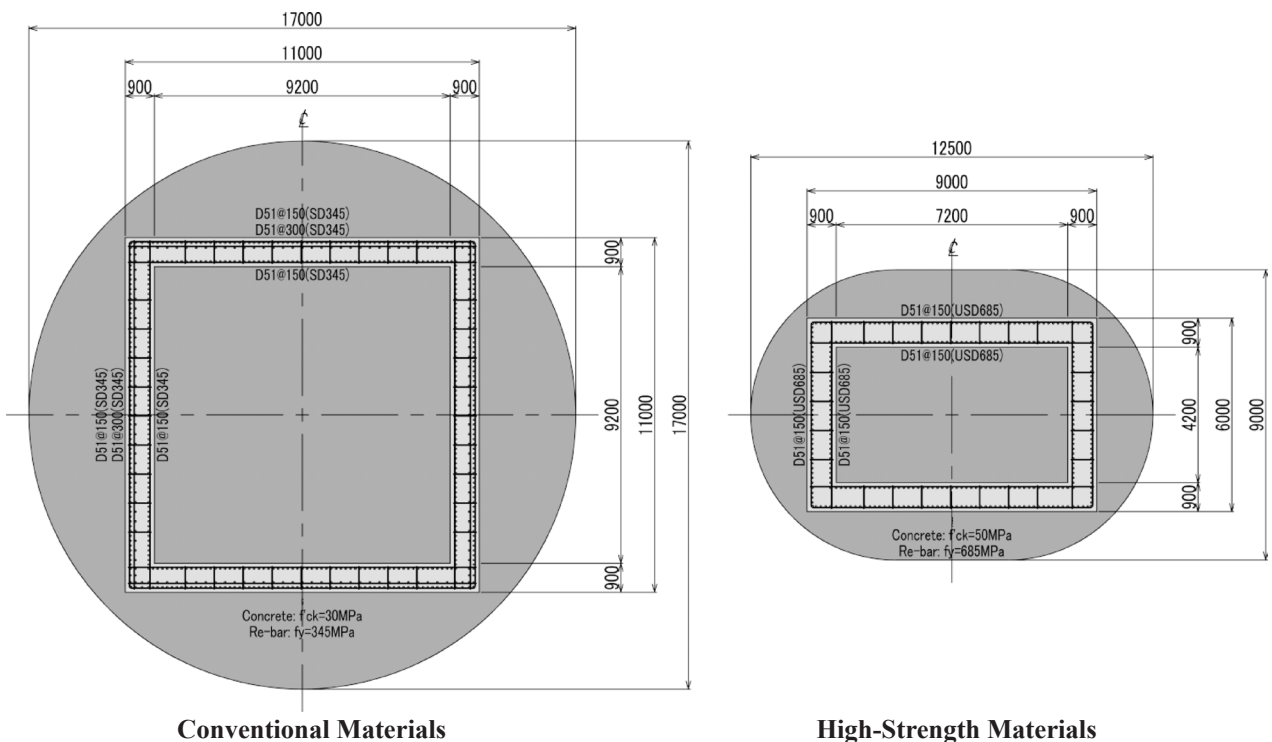 17000
11000
900
9200
900
℄
D51@150(SD345)
D51@300(SD345)
D51@150(SD345)
D51@150(SD345)
D51@300(SD345)
D51@150(SD345)
900
9200
900
11000
17000
Concrete: f'ck=30MPa
Re-bar: fy=345MPa
Conventional Materials
12500
9000
900
7200
900
℄
D51@150(USD685)
D51@150(USD685)
D51@150(USD685)
D51@150(USD685)
900
4200
900
6000
9000
Concrete: f'ck=50MPa
Re-bar: fy=685MPa
High-Strength Materials